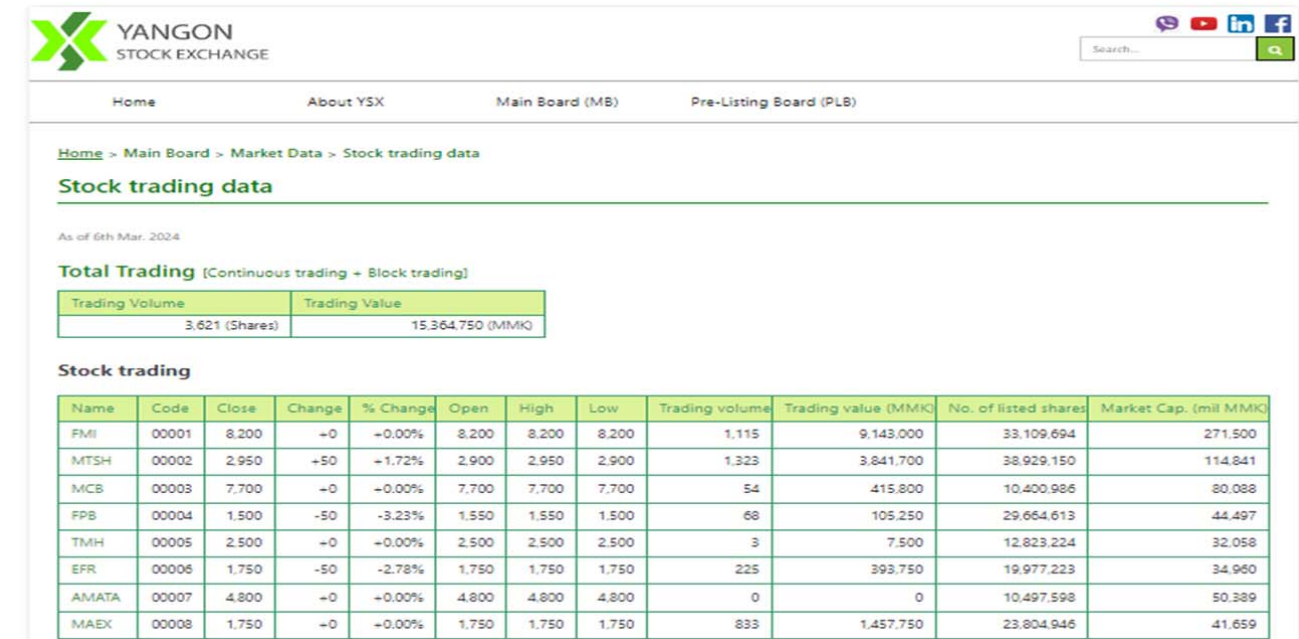 YANGON
STOCK EXCHANGE
Search...
Home About YSX Main Board (MB) Pre-Listing Board (PLB)
Home > Main Board > Market Data > Stock trading data
Stock trading data
As of 6th Mar. 2024
Total Trading [Continuous trading + Block trading]
Trading Volume Trading Value
3,621 (Shares) 15,364,750 (MMK)
Stock trading
Name Code Close Change % Change Open High Low Trading volume Trading value (MMK) No. of listed shares Market Cap. (mil MMK)
FMI 00001 8,200 +0 +0.00% 8,200 8,200 8,200 1,115 9,143,000 33,109,694 271,500
MTSH 00002 2,950 +50 +1.72% 2,900 2,950 2,900 1,323 3,841,700 38,929,150 114,841
MCB 00003 7,700 +0 +0.00% 7,700 7,700 7,700 54 415,800 10,400,986 80,088
FPB 00004 1,500 -50 -3.23% 1,550 1,550 1,500 68 105,250 29,664,613 44,497
TMH 00005 2,500 +0 +0.00% 2,500 2,500 2,500 3 7,500 12,823,224 32,058
EFR 00006 1,750 -50 -2.78% 1,750 1,750 1,750 225 393,750 19,977,223 34,960
AMATA 00007 4,800 +0 +0.00% 4,800 4,800 4,800 0 0 10,497,598 50,389
MAEX 00008 1,750 +0 +0.00% 1,750 1,750 1,750 833 1,457,750 23,804,946 41,659